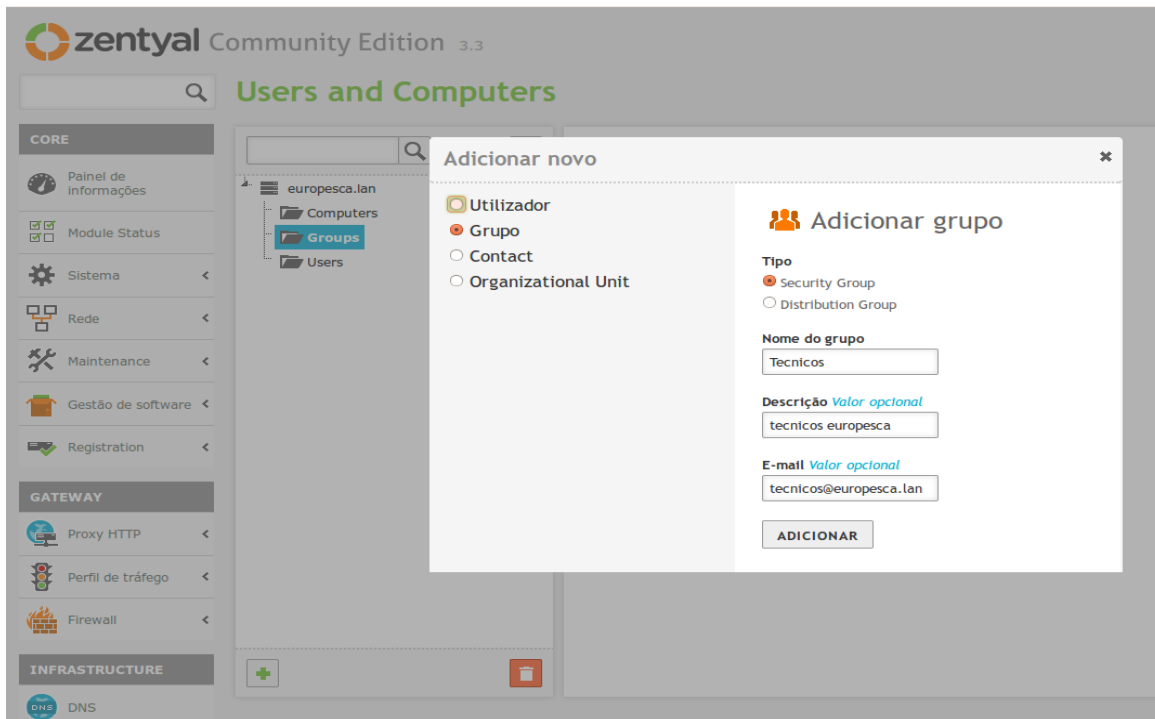 zentyal Community Edition 3.3
Users and Computers
CORE
Painel de
informações
Module Status
Sistema
Rede
Maintenance
Gestão de software
Registration
GATEWAY
Proxy HTTP
Perfil de tráfego
Firewall
INFRASTRUCTURE
DNS
DNS
europesca.lan
Computers
Groups
Users
Adicionar novo
Utilizador
Grupo
Contact
Organizational Unit
Adicionar grupo
Tipo
Security Group
Distribution Group
Nome do grupo
Tecnicos
Descrição Valor opcional
tecnicos europesca
E-mail Valor opcional
tecnicos@europesca.lan
ADICIONAR